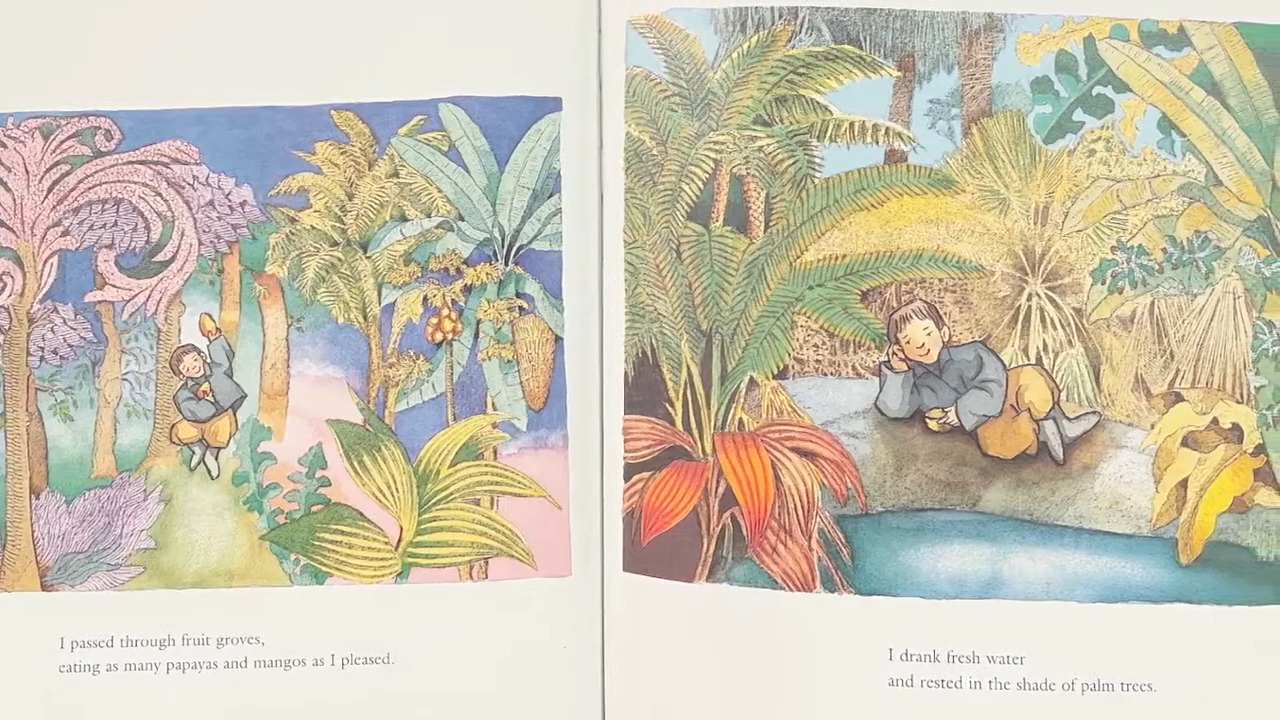 I passed through fruit groves,
eating as many papayas and mangos as I pleased.
I drank fresh water
and rested in the shade of palm trees.